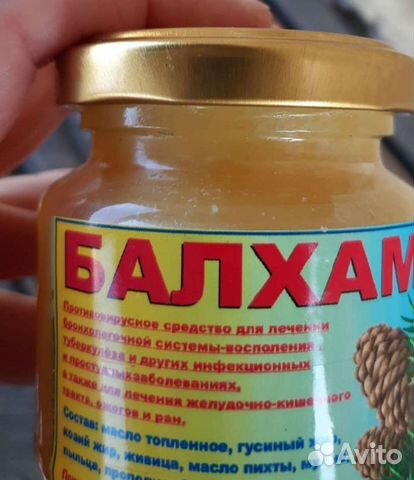 БАЛХАМ
Противовирусное средство для лечения
бронхолегочной системы-восполения,
туберкулёза и других инфекционных
и простудных заболеваниях,
а также для лечения желудочно-кишечного
тракта, ожогов и ран.
Состав: масло топленное, гусиный жир,
козий жир, живица, масло пихты,
пыльца,
Avito